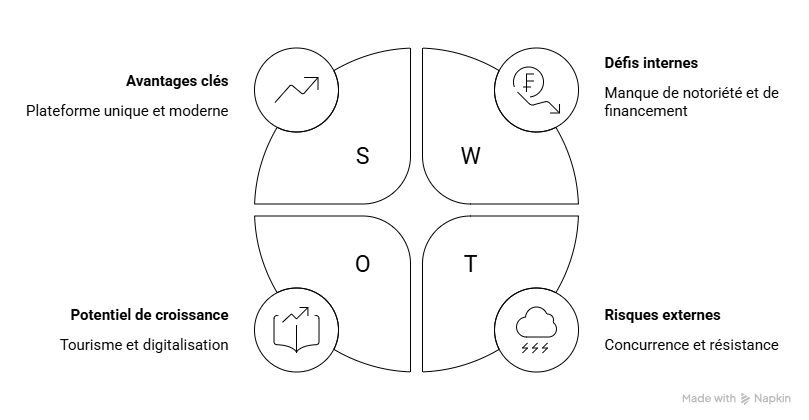 Avantages clés
Plateforme unique et moderne
Défis internes
Manque de notoriété et de
financement
S
W
O
T
Potentiel de croissance
Tourisme et digitalisation
Risques externes
Concurrence et résistance
Made with Napkin